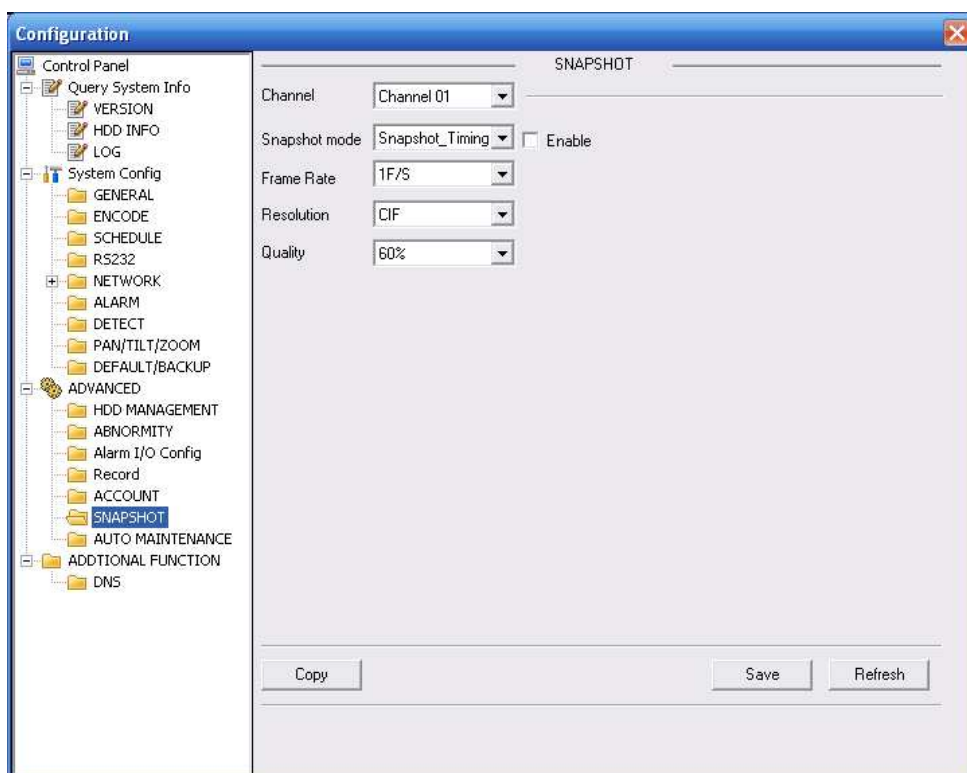 Configuration
Control Panel
Query System Info
VERSION
HDD INFO
LOG
System Config
GENERAL
ENCODE
SCHEDULE
RS232
NETWORK
ALARM
DETECT
PAN/TILT/ZOOM
DEFAULT/BACKUP
ADVANCED
HDD MANAGEMENT
ABNORMITY
Alarm I/O Config
Record
ACCOUNT
SNAPSHOT
AUTO MAINTENANCE
ADDTIONAL FUNCTION
DNS
SNAPSHOT
Channel Channel 01
Snapshot mode Snapshot_Timing Enable
Frame Rate 1F/S
Resolution CIF
Quality 60%
Copy Save Refresh